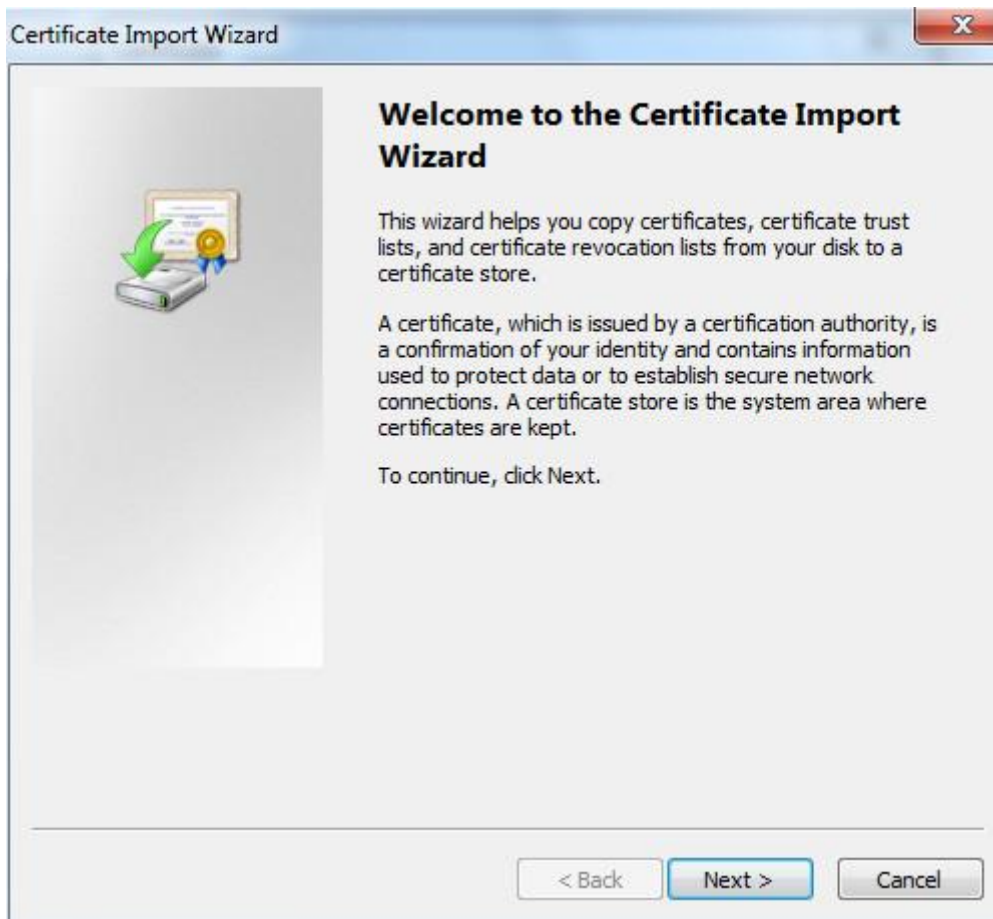 Certificate Import Wizard
Welcome to the Certificate Import
Wizard
This wizard helps you copy certificates, certificate trust
lists, and certificate revocation lists from your disk to a
certificate store.
A certificate, which is issued by a certification authority, is
a confirmation of your identity and contains information
used to protect data or to establish secure network
connections. A certificate store is the system area where
certificates are kept.
To continue, click Next.
< Back Next > Cancel